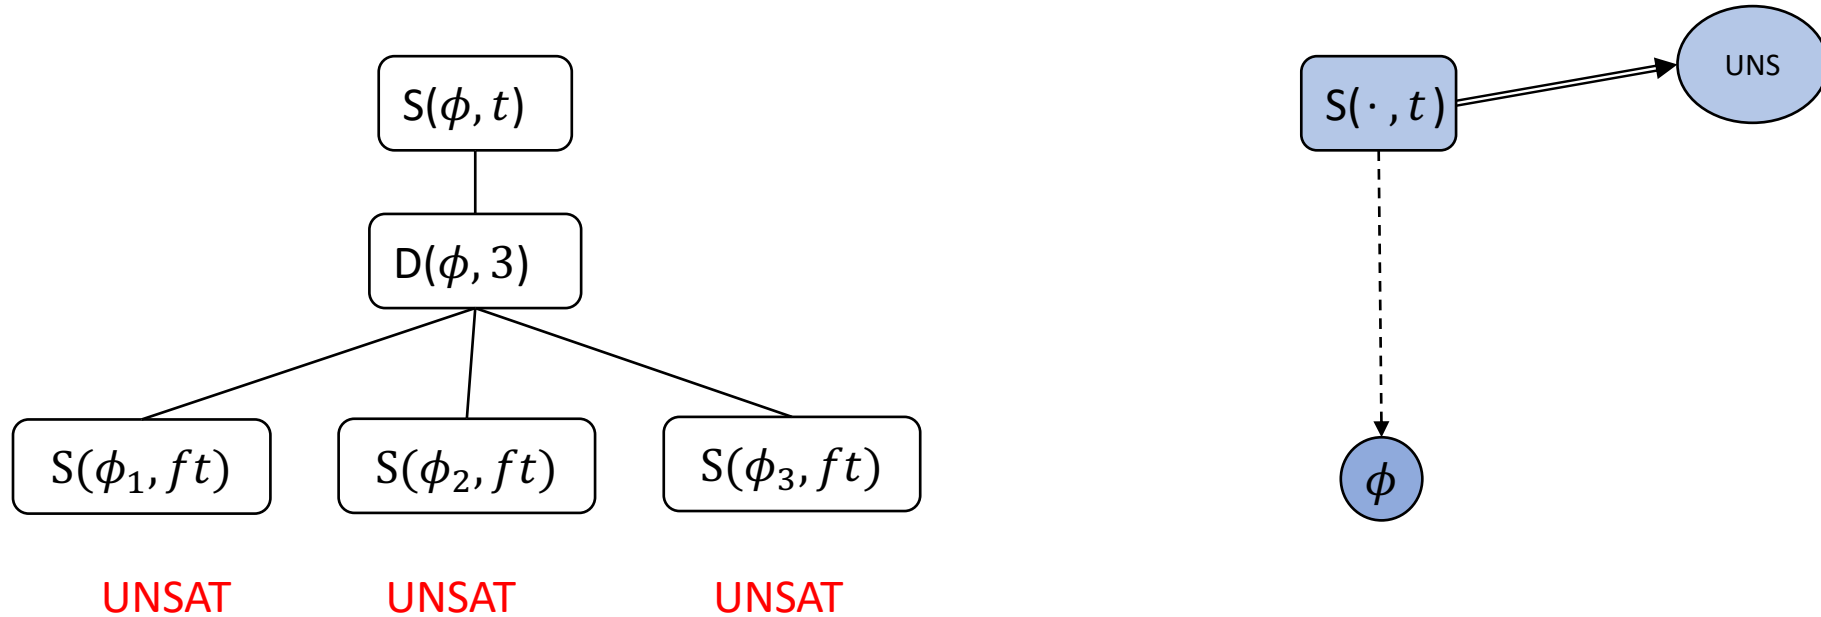 S(ϕ, t)
D(ϕ, 3)
S(ϕ₁, ft)
S(ϕ₂, ft)
S(ϕ₃, ft)
UNSAT
UNSAT
UNSAT
S(· , t)
UNS
ϕ